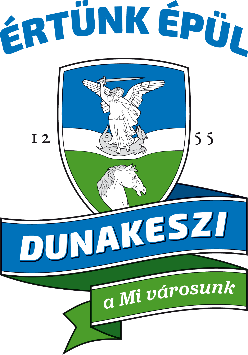 ÉRTÜNK ÉPÜL
12 55
DUNAKESZI
a Mi városunk